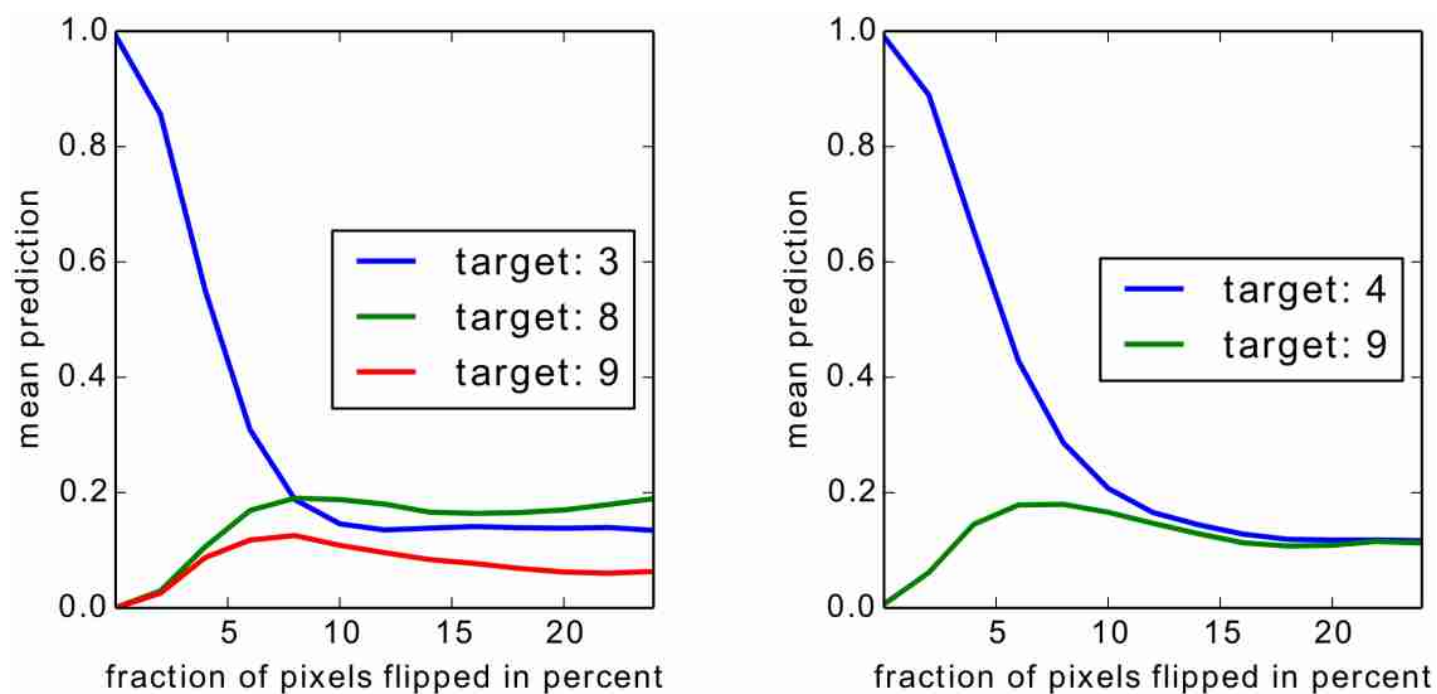 1.0
0.8
0.6
0.4
0.2
0.0
mean prediction
target: 3
target: 8
target: 9
5
10
15
20
fraction of pixels flipped in percent
1.0
0.8
0.6
0.4
0.2
0.0
mean prediction
target: 4
target: 9
5
10
15
20
fraction of pixels flipped in percent